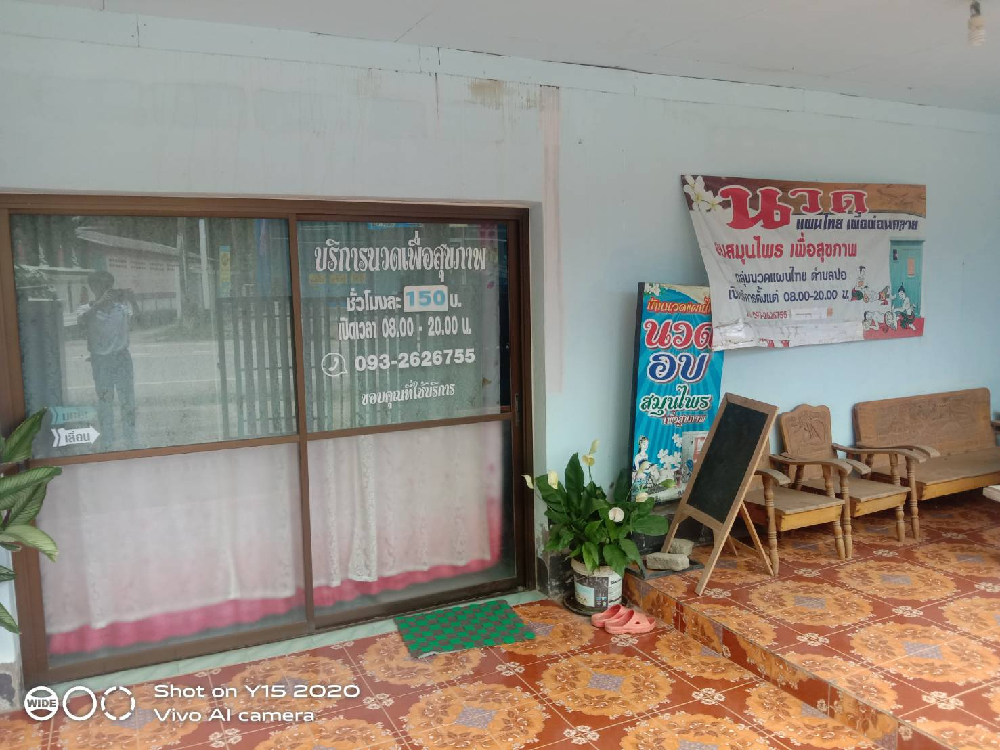 บริการนวดเพื่อสุขภาพ
ชั่วโมงละ 150 บ.
เปิดเวลา 08.00 - 20.00 น.
093-2626755
ขอบคุณที่ใช้บริการ
เลื่อน
นวด
แผนไทย เพื่อผ่อนคลาย
อบสมุนไพร เพื่อสุขภาพ
กลุ่มนวดแผนไทย ตำบลปอ
เปิดบริการตั้งแต่ 08.00-20.00 น.
093-2626755
บ้านนวดแผนไทย
นวด
อบ
สมุนไพร
เพื่อสุขภาพ
WIDE
Shot on Y15 2020
Vivo AI camera